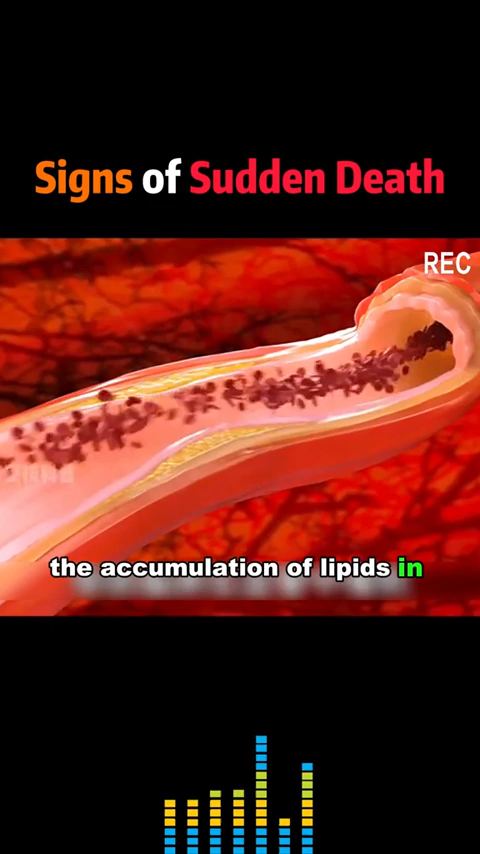 Signs of Sudden Death
REC
the accumulation of lipids in